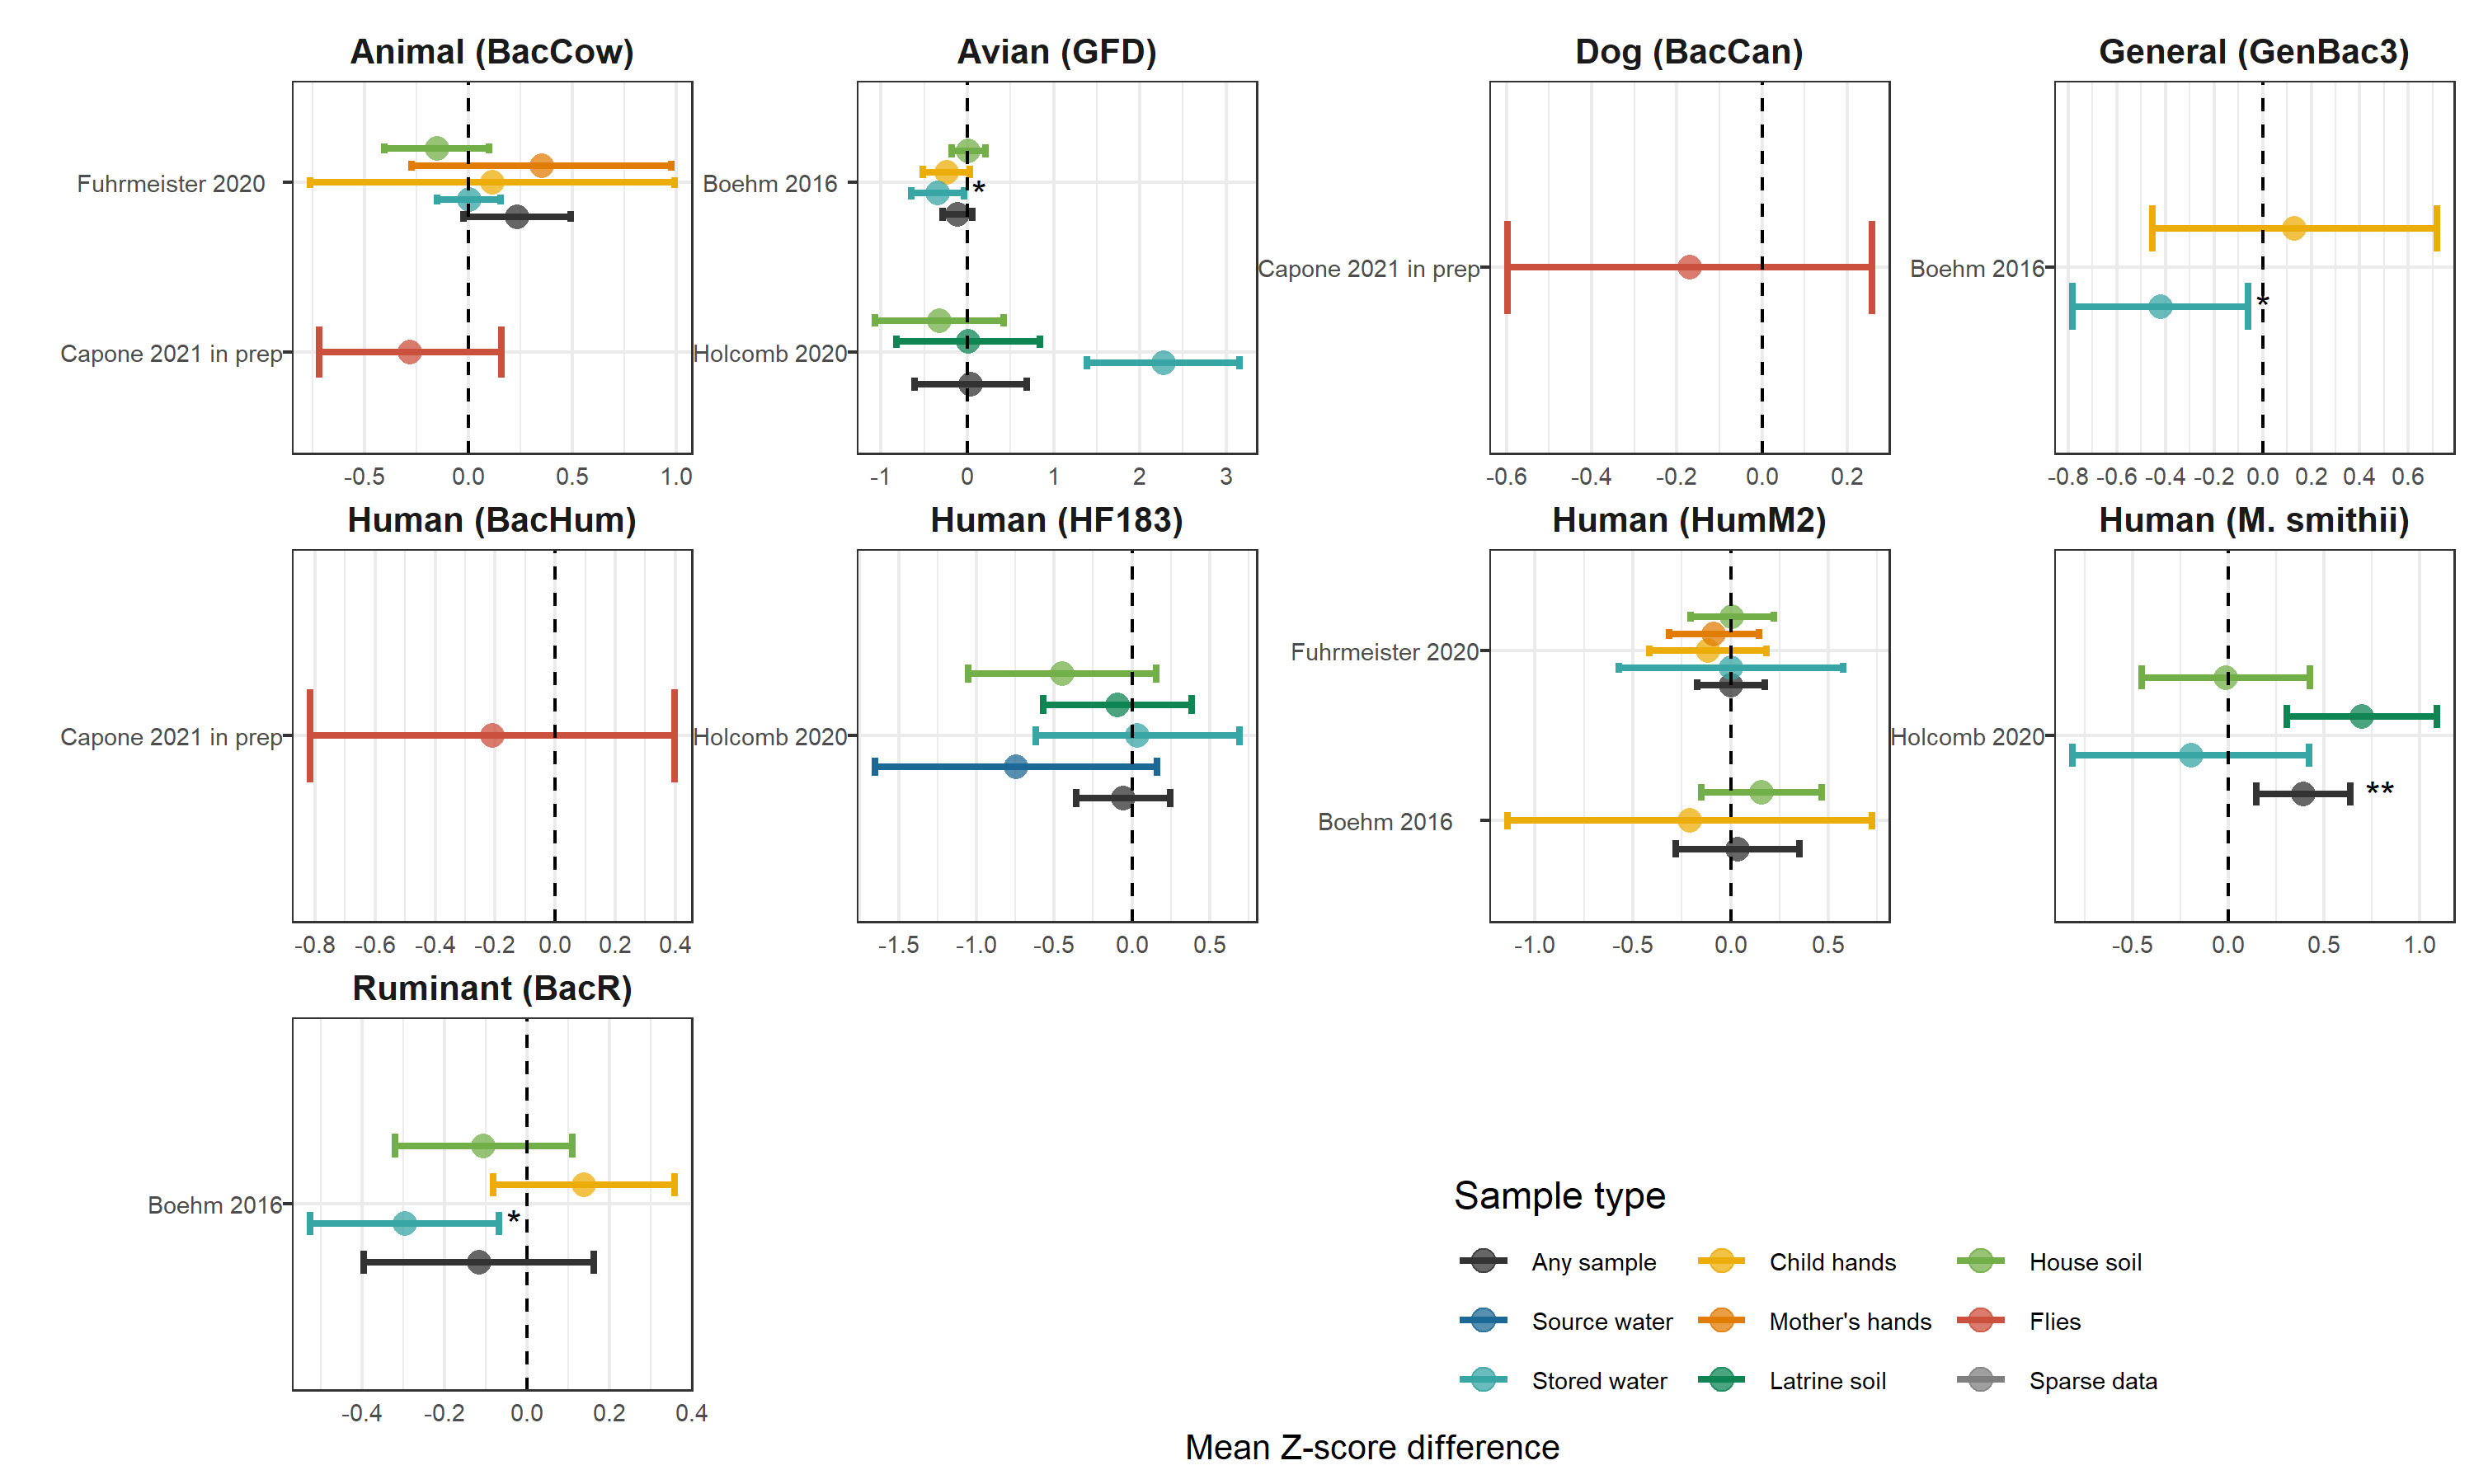 Animal (BacCow) Avian (GFD) Dog (BacCan) General (GenBac3)
Fuhrmeister 2020
Capone 2021 in prep
-0.5 0.0 0.5 1.0
Boehm 2016
*
Holcomb 2020
-1 0 1 2 3
Capone 2021 in prep
-0.6 -0.4 -0.2 0.0 0.2
Boehm 2016
*
-0.8 -0.6 -0.4 -0.2 0.0 0.2 0.4 0.6
Human (BacHum) Human (HF183) Human (HumM2) Human (M. smithii)
Capone 2021 in prep
-0.8 -0.6 -0.4 -0.2 0.0 0.2 0.4
Holcomb 2020
-1.5 -1.0 -0.5 0.0 0.5
Fuhrmeister 2020
Boehm 2016
-1.0 -0.5 0.0 0.5
Holcomb 2020
**
-0.5 0.0 0.5 1.0
Ruminant (BacR)
Boehm 2016
*
-0.4 -0.2 0.0 0.2 0.4
Sample type
Any sample Child hands House soil
Source water Mother's hands Flies
Stored water Latrine soil Sparse data
Mean Z-score difference